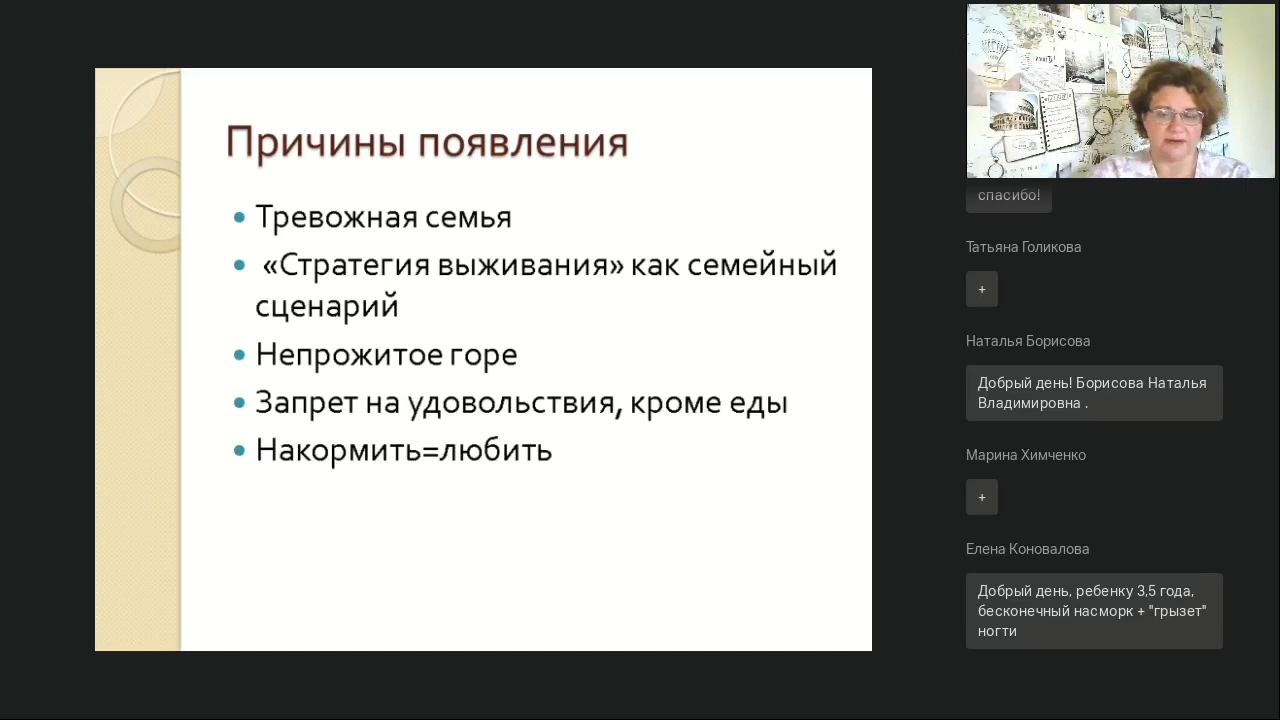 Причины появления
• Тревожная семья
• «Стратегия выживания» как семейный
сценарий
• Непрожитое горе
• Запрет на удовольствия, кроме еды
• Накормить=любить
спасибо!
Татьяна Голикова
+
Наталья Борисова
Добрый день! Борисова Наталья
Владимировна .
Марина Химченко
+
Елена Коновалова
Добрый день, ребенку 3,5 года,
бесконечный насморк + "грызет"
ногти